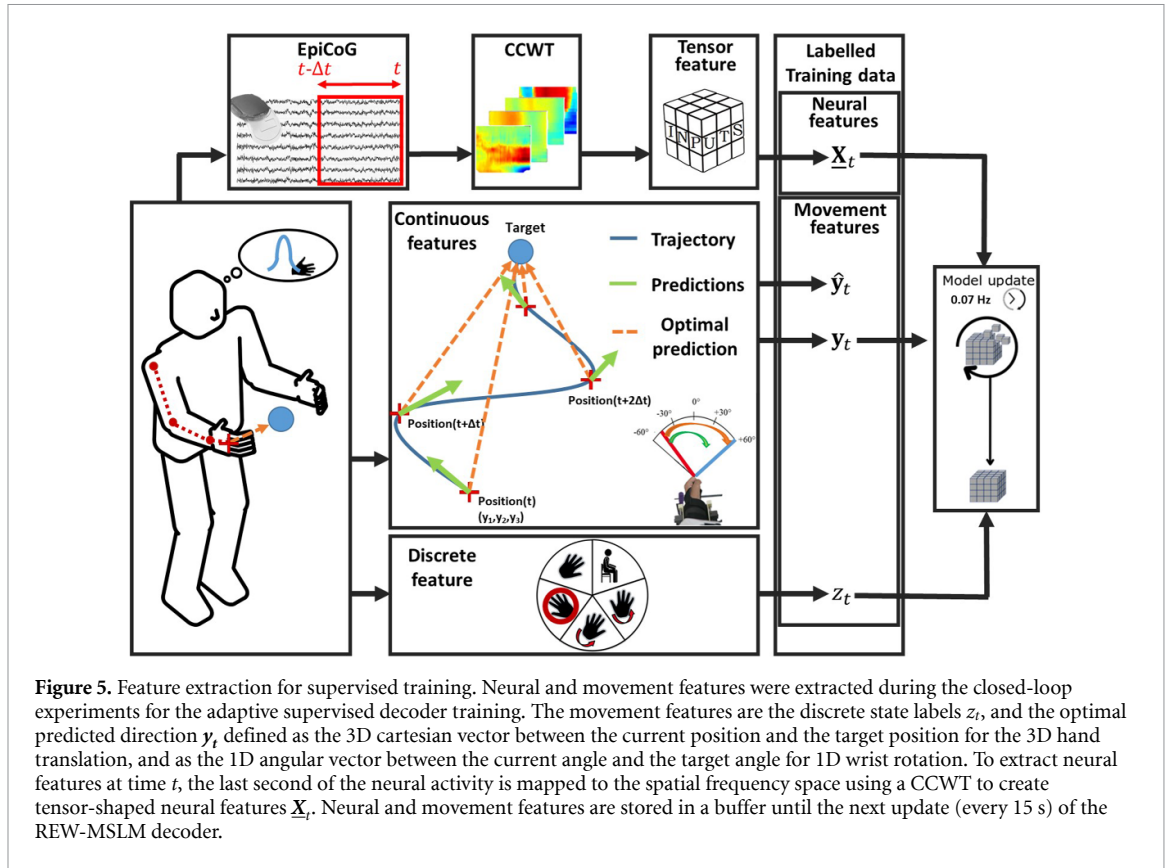 EpiCoG
t-Δt
t
CCWT
Tensor
feature
INPUTS
Labelled
Training data
Neural
features
X̲t
Continuous
features
Target
Trajectory
Predictions
Optimal
prediction
Position(t+Δt)
Position(t+2Δt)
Position(t)
(y₁,y₂,y₃)
-60°
-30°
0°
+30°
+60°
Movement
features
ŷt
yt
Model update
0.07 Hz
Discrete
feature
zt
Figure 5. Feature extraction for supervised training. Neural and movement features were extracted during the closed-loop
experiments for the adaptive supervised decoder training. The movement features are the discrete state labels zt, and the optimal
predicted direction yt defined as the 3D cartesian vector between the current position and the target position for the 3D hand
translation, and as the 1D angular vector between the current angle and the target angle for 1D wrist rotation. To extract neural
features at time t, the last second of the neural activity is mapped to the spatial frequency space using a CCWT to create
tensor-shaped neural features X̲t. Neural and movement features are stored in a buffer until the next update (every 15 s) of the
REW-MSLM decoder.